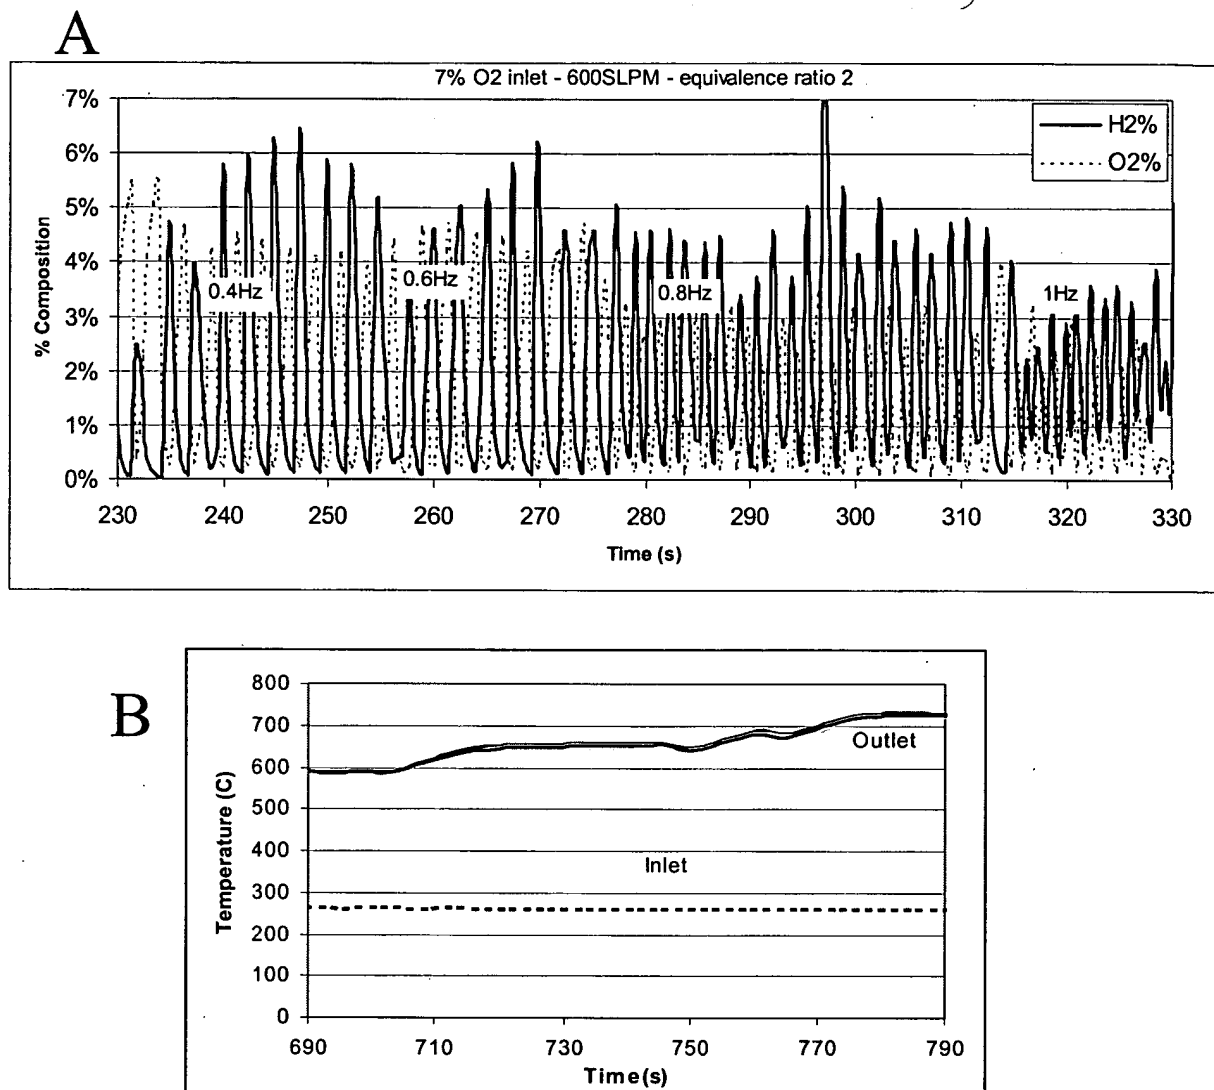 A
7% O2 inlet - 600SLPM - equivalence ratio 2
7%
6%
5%
4%
3%
2%
1%
0%
% Composition
H2%
O2%
0.4Hz
0.6Hz
0.8Hz
1Hz
230 240 250 260 270 280 290 300 310 320 330
Time (s)
B
800
700
600
500
400
300
200
100
0
Temperature (C)
Outlet
Inlet
690 710 730 750 770 790
Time(s)